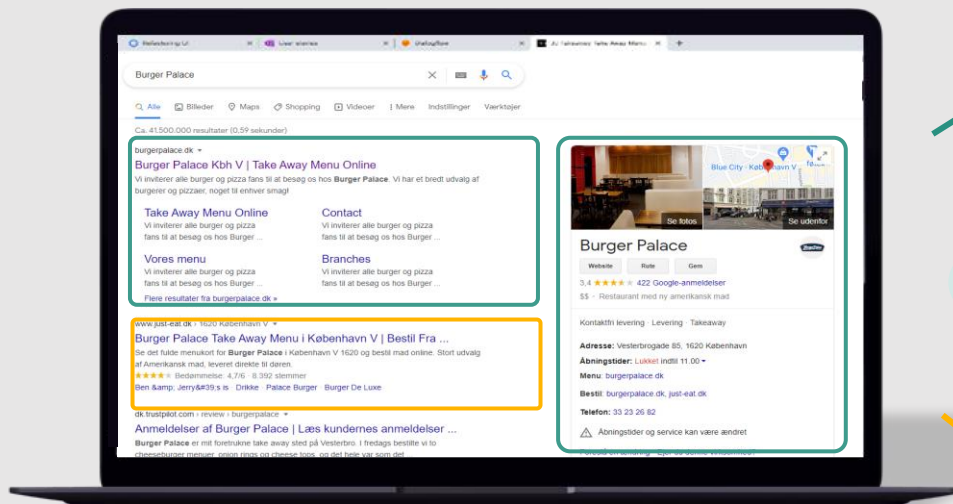 Burger Palace
Alle Billeder Maps Shopping Videoer Mere Indstillinger Værktøjer
Ca. 41.500.000 resultater (0,59 sekunder)
burgerpalace.dk
Burger Palace Kbh V | Take Away Menu Online
Vi inviterer alle burger og pizza fans til at besøg os hos Burger Palace. Vi har et bredt udvalg af
burgerer og pizzaer, noget til enhver smag!
Take Away Menu Online
Vi inviterer alle burger og pizza
fans til at besøg os hos Burger ...
Contact
Vi inviterer alle burger og pizza
fans til at besøg os hos Burger ...
Vores menu
Vi inviterer alle burger og pizza
fans til at besøg os hos Burger ...
Branches
Vi inviterer alle burger og pizza
fans til at besøg os hos Burger ...
Flere resultater fra burgerpalace.dk »
www.just-eat.dk › 1620 København V
Burger Palace Take Away Menu i København V | Bestil Fra ...
Se det fulde menukort for Burger Palace i København V 1620 og bestil mad online. Stort udvalg
af Amerikansk mad, leveret direkte til døren.
Bedømmelse: 4,7/6 · 8.392 stemmer
Ben &amp; Jerry&#39;s is · Drikke · Palace Burger · Burger De Luxe
dk.trustpilot.com › review › burgerpalace
Anmeldelser af Burger Palace | Læs kundernes anmeldelser ...
Burger Palace er mit foretrukne take away sted på Vesterbro. I fredags bestilte vi to
cheeseburger menuer, onion rings og cheese tops, og det hele var som det ...
Blue City - København V
Se fotos
Se udenfor
Burger Palace
Website Rute Gem
3,4 422 Google-anmeldelser
$$ · Restaurant med ny amerikansk mad
Kontaktfri levering · Levering · Takeaway
Adresse: Vesterbrogade 85, 1620 København
Åbningstider: Lukket indtil 11.00
Menu: burgerpalace.dk
Bestil: burgerpalace.dk, just-eat.dk
Telefon: 33 23 26 82
Åbningstider og service kan være ændret